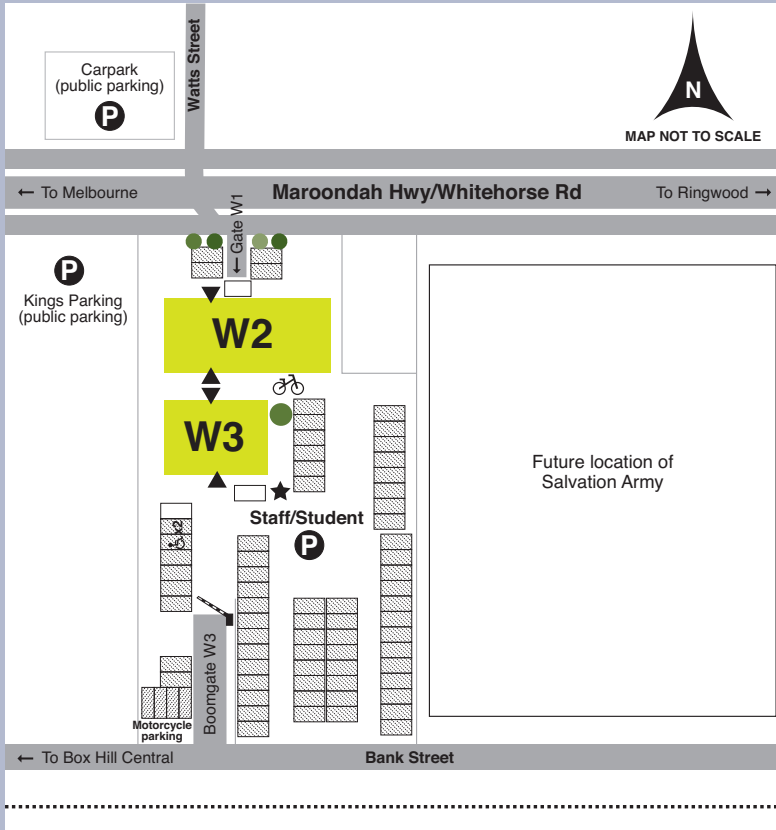 Watts Street
Carpark
(public parking)
P
N
MAP NOT TO SCALE
← To Melbourne
Maroondah Hwy/Whitehorse Rd
To Ringwood →
← Gate W1
P
Kings Parking
(public parking)
W2
W3
Future location of
Salvation Army
Staff/Student
P
x2
Boomgate W3
Motorcycle
parking
← To Box Hill Central
Bank Street